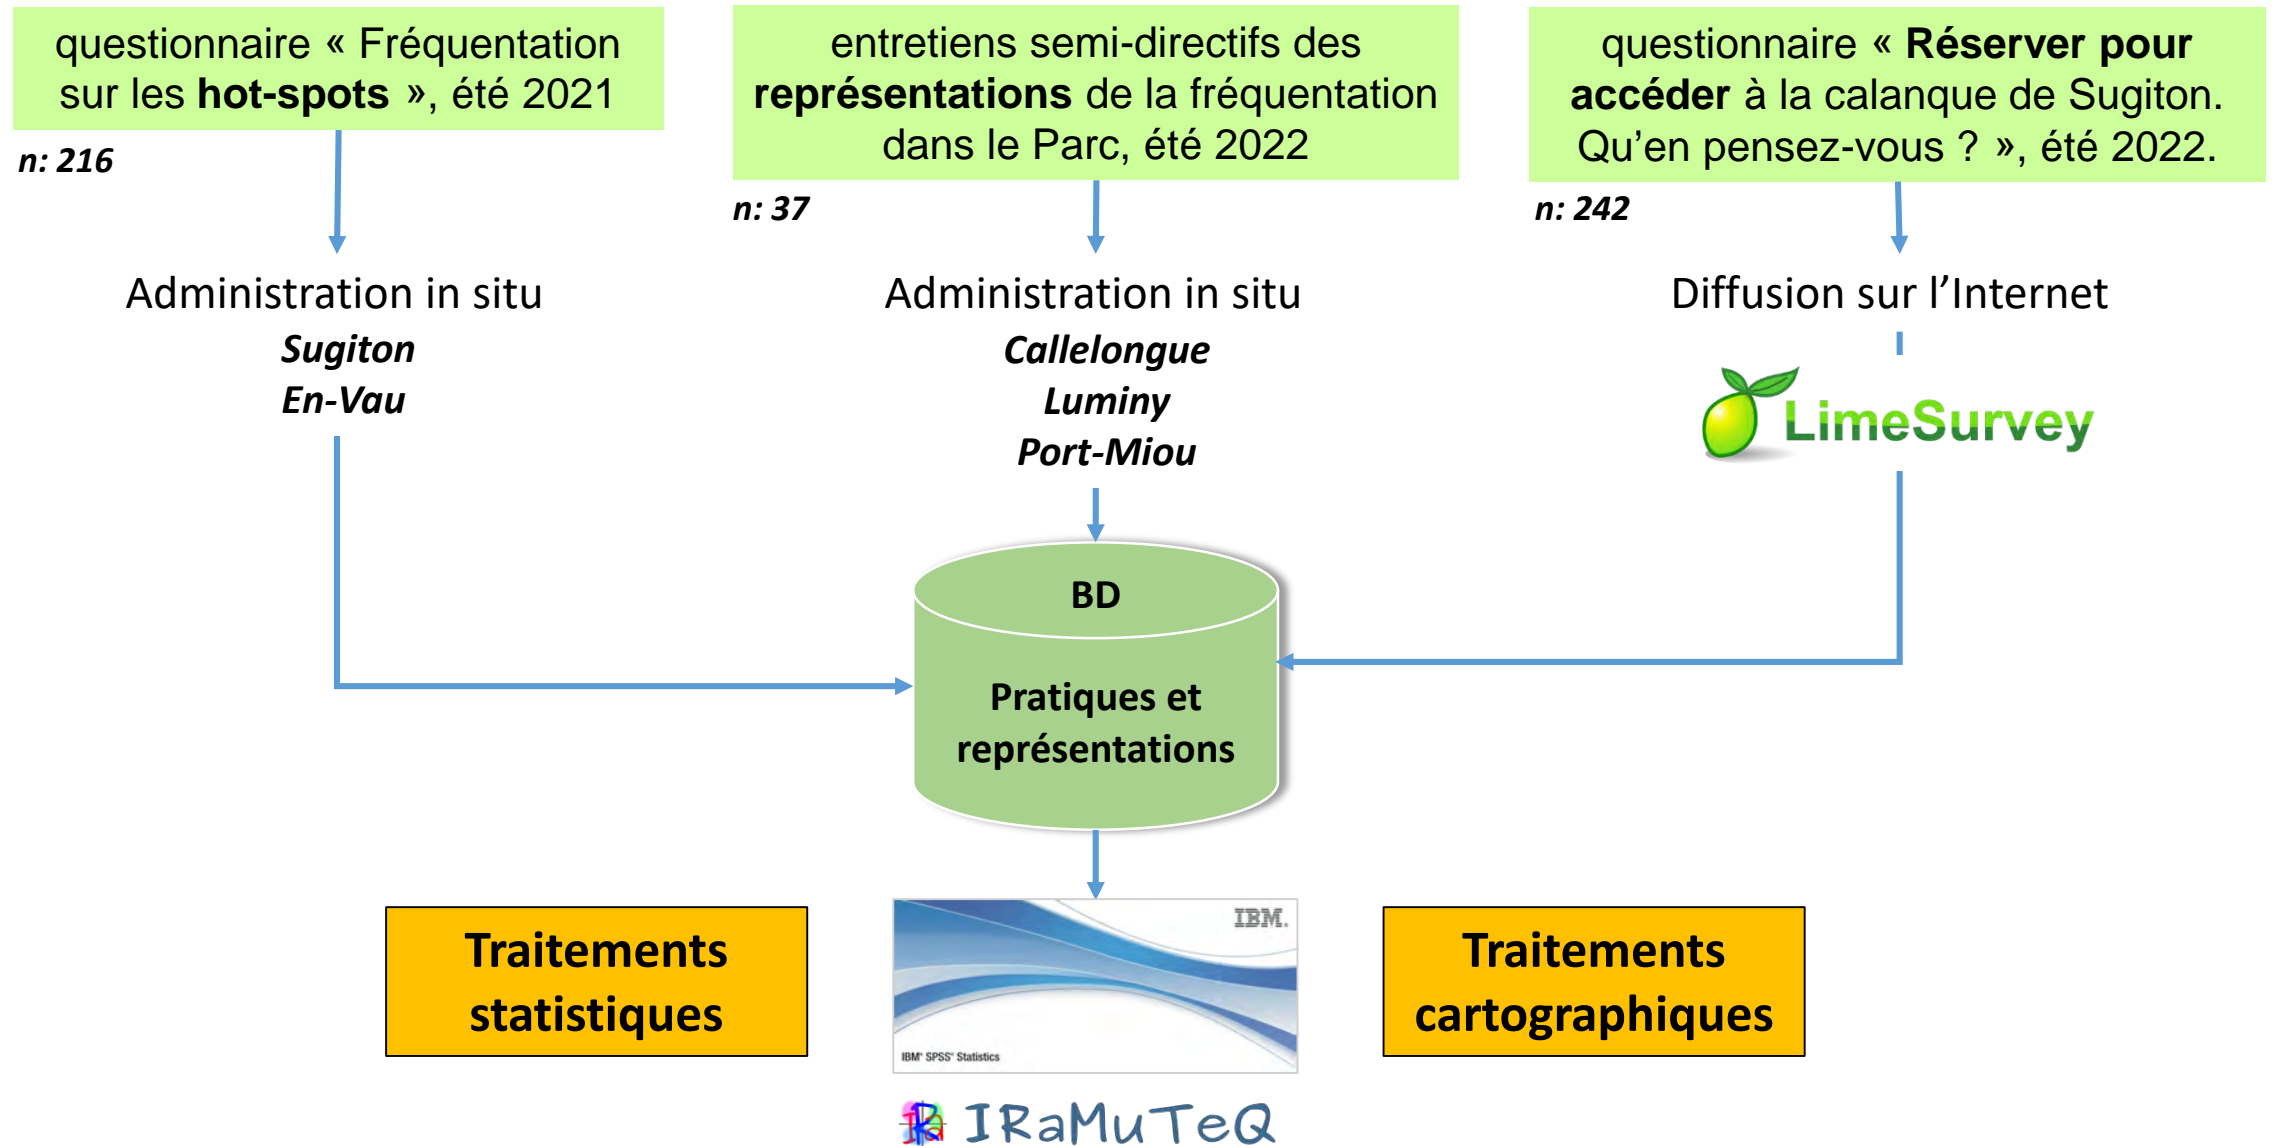 questionnaire « Fréquentation
sur les hot-spots », été 2021
n: 216
Administration in situ
Sugiton
En-Vau
entretiens semi-directifs des
représentations de la fréquentation
dans le Parc, été 2022
n: 37
Administration in situ
Callelongue
Luminy
Port-Miou
questionnaire « Réserver pour
accéder à la calanque de Sugiton.
Qu’en pensez-vous ? », été 2022.
n: 242
Diffusion sur l’Internet
LimeSurvey
BD
Pratiques et
représentations
Traitements
statistiques
IBM.
IBM® SPSS® Statistics
IRaMuTeQ
Traitements
cartographiques